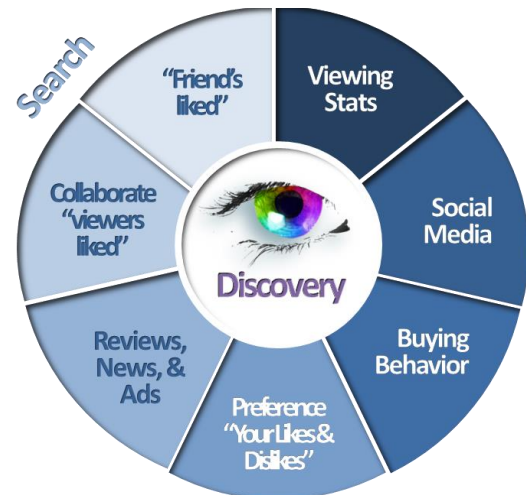 Search
"Friend's
liked"
Viewing
Stats
Social
Media
Buying
Behavior
Preference
"Your Likes &
Dislikes"
Reviews,
News, &
Ads
Collaborate
"viewers
liked"
Discovery